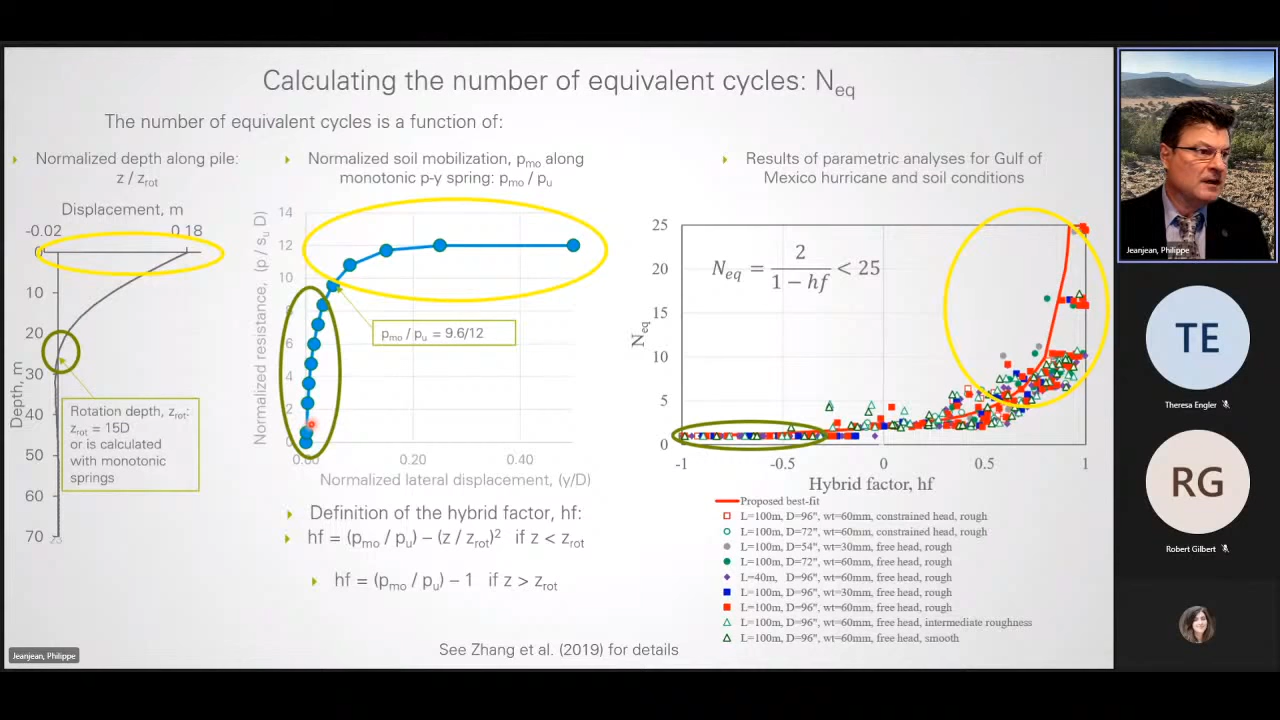 Calculating the number of equivalent cycles: Neq
The number of equivalent cycles is a function of:
Normalized depth along pile:
z / zrot
Displacement, m
-0.02
0.18
0
10
20
30
40
50
60
70
Depth, m
Rotation depth, zrot:
zrot = 15D
or is calculated
with monotonic
springs
Normalized soil mobilization, pmo along
monotonic p-y spring: pmo / pu
Normalized resistance, (p / su D)
14
12
10
8
6
4
2
0
pmo / pu = 9.6/12
0.00
0.20
0.40
Normalized lateral displacement, (y/D)
Definition of the hybrid factor, hf:
hf = (pmo / pu) – (z / zrot)2 if z < zrot
hf = (pmo / pu) – 1 if z > zrot
Results of parametric analyses for Gulf of
Mexico hurricane and soil conditions
Neq = 2 / (1 − hf) < 25
Neq
25
20
15
10
5
0
-1
-0.5
0
0.5
1
Hybrid factor, hf
Proposed best-fit
L=100m, D=96", wt=60mm, constrained head, rough
L=100m, D=72", wt=60mm, constrained head, rough
L=100m, D=54", wt=30mm, free head, rough
L=100m, D=72", wt=60mm, free head, rough
L=40m, D=96", wt=60mm, free head, rough
L=100m, D=96", wt=30mm, free head, rough
L=100m, D=96", wt=60mm, free head, rough
L=100m, D=96", wt=60mm, free head, intermediate roughness
L=100m, D=96", wt=60mm, free head, smooth
See Zhang et al. (2019) for details
Jeanjean, Philippe
Jeanjean, Philippe
TE
Theresa Engler
RG
Robert Gilbert